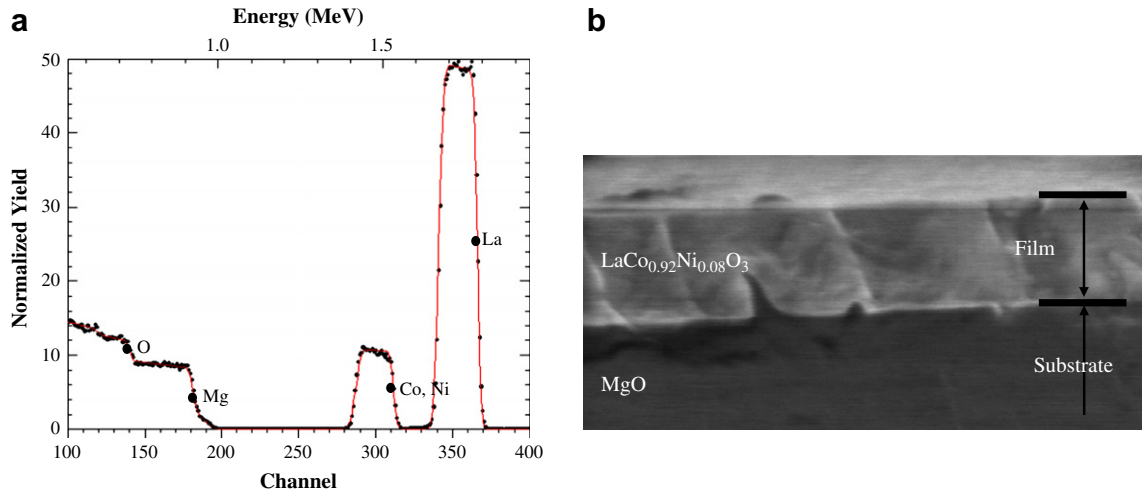 a
Energy (MeV)
1.0
1.5
50
40
30
20
10
0
Normalized Yield
O
Mg
Co, Ni
La
100
150
200
250
300
350
400
Channel
b
LaCo0.92Ni0.08O3
Film
Substrate
MgO